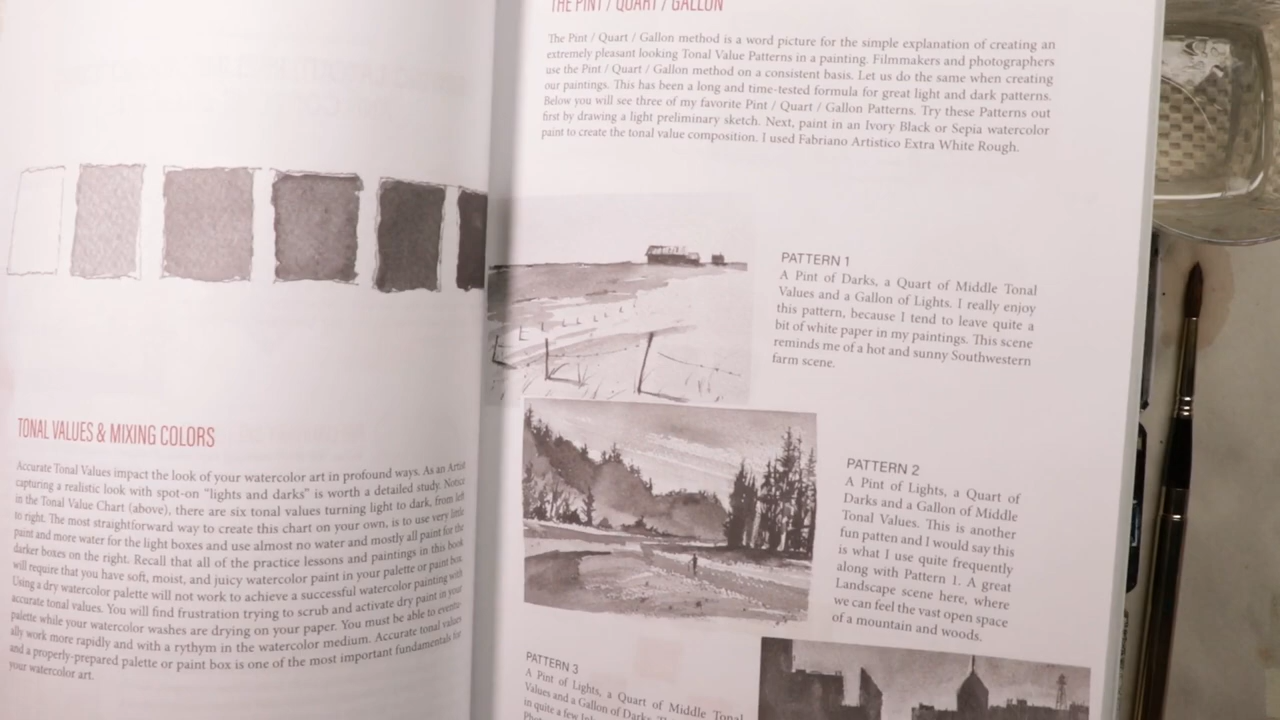 TONAL VALUES & MIXING COLORS
Accurate Tonal Values impact the look of your watercolor art in profound ways. As an Artist
capturing a realistic look with spot-on “lights and darks” is worth a detailed study. Notice
in the Tonal Value Chart (above), there are six tonal values turning light to dark, from left
to right. The most straightforward way to create this chart on your own, is to use very little
paint and more water for the light boxes and use almost no water and mostly all paint for the
darker boxes on the right. Recall that all of the practice lessons and paintings in this book
will require that you have soft, moist, and juicy watercolor paint in your palette or paint box.
Using a dry watercolor palette will not work to achieve a successful watercolor painting with
accurate tonal values. You will find frustration trying to scrub and activate dry paint in your
palette while your watercolor washes are drying on your paper. You must be able to eventu-
ally work more rapidly and with a rythym in the watercolor medium. Accurate tonal values
and a properly-prepared palette or paint box is one of the most important fundamentals for
your watercolor art.
THE PINT / QUART / GALLON
The Pint / Quart / Gallon method is a word picture for the simple explanation of creating an
extremely pleasant looking Tonal Value Patterns in a painting. Filmmakers and photographers
use the Pint / Quart / Gallon method on a consistent basis. Let us do the same when creating
our paintings. This has been a long and time-tested formula for great light and dark patterns.
Below you will see three of my favorite Pint / Quart / Gallon Patterns. Try these Patterns out
first by drawing a light preliminary sketch. Next, paint in an Ivory Black or Sepia watercolor
paint to create the tonal value composition. I used Fabriano Artistico Extra White Rough.
PATTERN 1
A Pint of Darks, a Quart of Middle Tonal
Values and a Gallon of Lights. I really enjoy
this pattern, because I tend to leave quite a
bit of white paper in my paintings. This scene
reminds me of a hot and sunny Southwestern
farm scene.
PATTERN 2
A Pint of Lights, a Quart of
Darks and a Gallon of Middle
Tonal Values. This is another
fun patten and I would say this
is what I use quite frequently
along with Pattern 1. A great
Landscape scene here, where
we can feel the vast open space
of a mountain and woods.
PATTERN 3
A Pint of Lights, a Quart of Middle Tonal
Values and a Gallon of Darks.
in quite a few